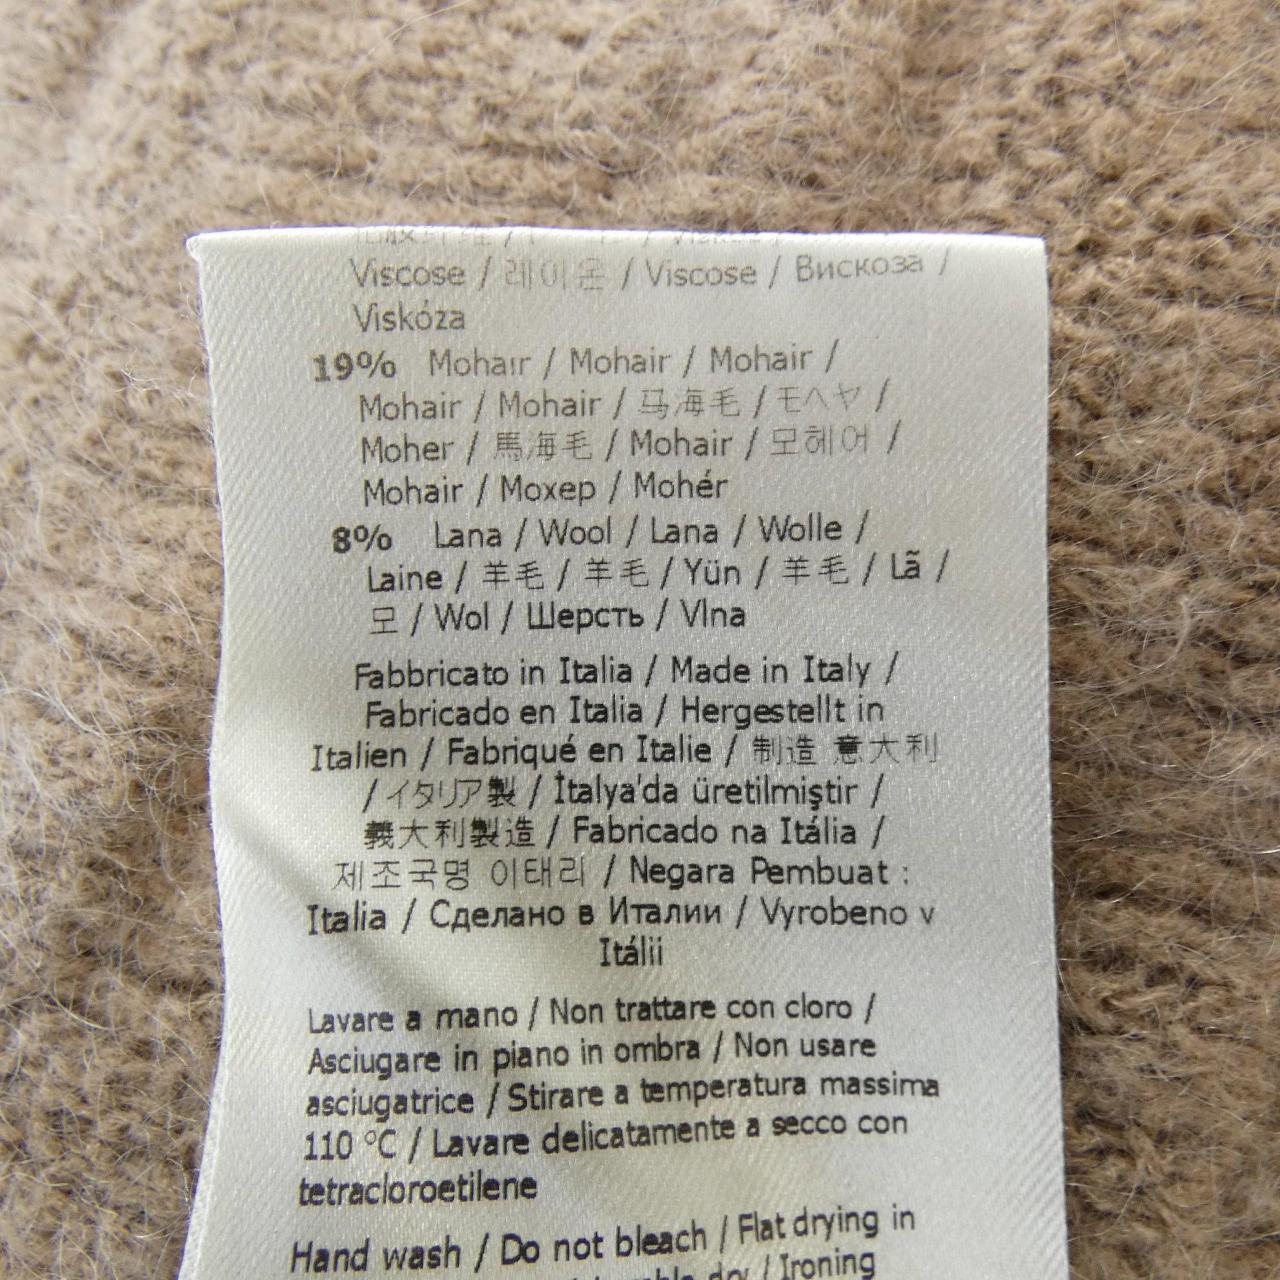 Viscose / 레이온 / Viscose / Вискоза /
Viskóza
19% Mohair / Mohair / Mohair /
Mohair / Mohair / 马海毛 / モヘヤ /
Moher / 馬海毛 / Mohair / 모헤어 /
Mohair / Мохер / Mohér
8% Lana / Wool / Lana / Wolle /
Laine / 羊毛 / 羊毛 / Yün / 羊毛 / Lã /
모 / Wol / Шерсть / Vlna
Fabbricato in Italia / Made in Italy /
Fabricado en Italia / Hergestellt in
Italien / Fabriqué en Italie / 制造 意大利
/ イタリア製 / İtalya'da üretilmiştir /
義大利製造 / Fabricado na Itália /
제조국명 이태리 / Negara Pembuat :
Italia / Сделано в Италии / Vyrobeno v
Itálii
Lavare a mano / Non trattare con cloro /
Asciugare in piano in ombra / Non usare
asciugatrice / Stirare a temperatura massima
110 °C / Lavare delicatamente a secco con
tetracloroetilene
Hand wash / Do not bleach / Flat drying in
dry / Ironing